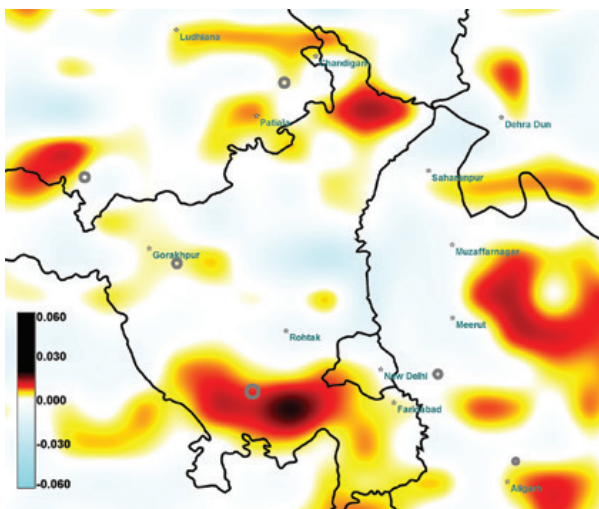 Ludhiana
Chandigarh
Patiala
Dehra Dun
Saharanpur
Gorakhpur
Muzaffarnagar
0.060
0.030
0.000
-0.030
-0.060
Meerut
Rohtak
New Delhi
Faridabad
Aligarh